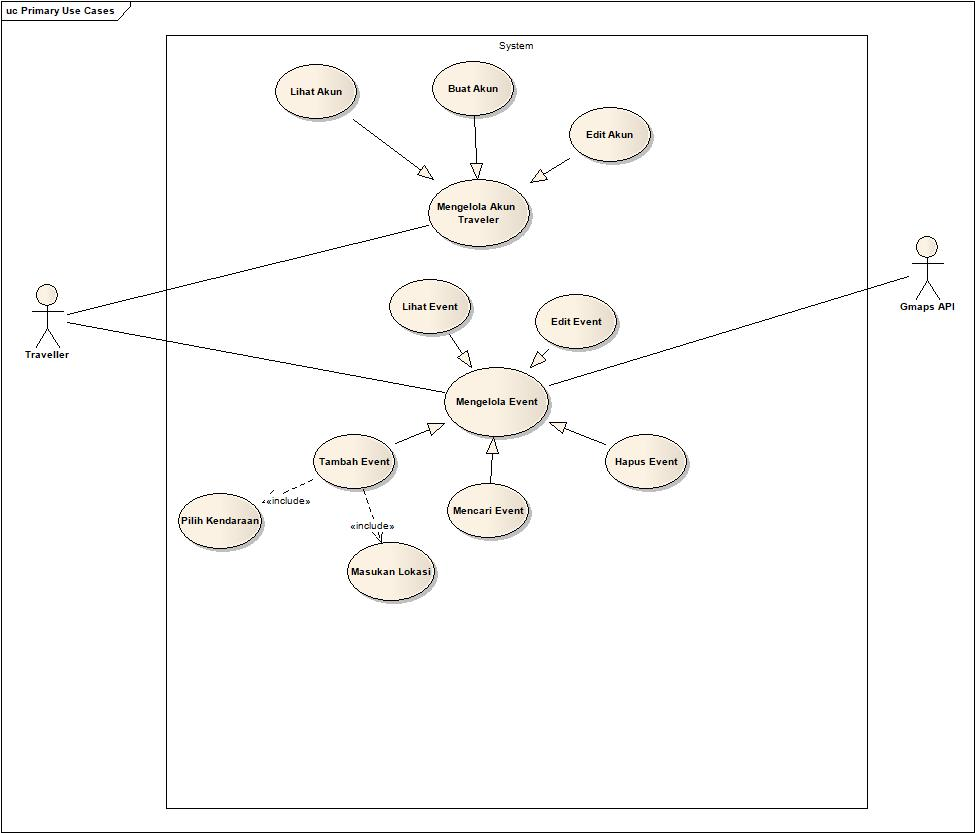 uc Primary Use Cases
System
Lihat Akun
Buat Akun
Edit Akun
Mengelola Akun
Traveler
Gmaps API
Traveller
Lihat Event
Edit Event
Mengelola Event
Tambah Event
Hapus Event
«include»
Mencari Event
Pilih Kendaraan
«include»
Masukan Lokasi